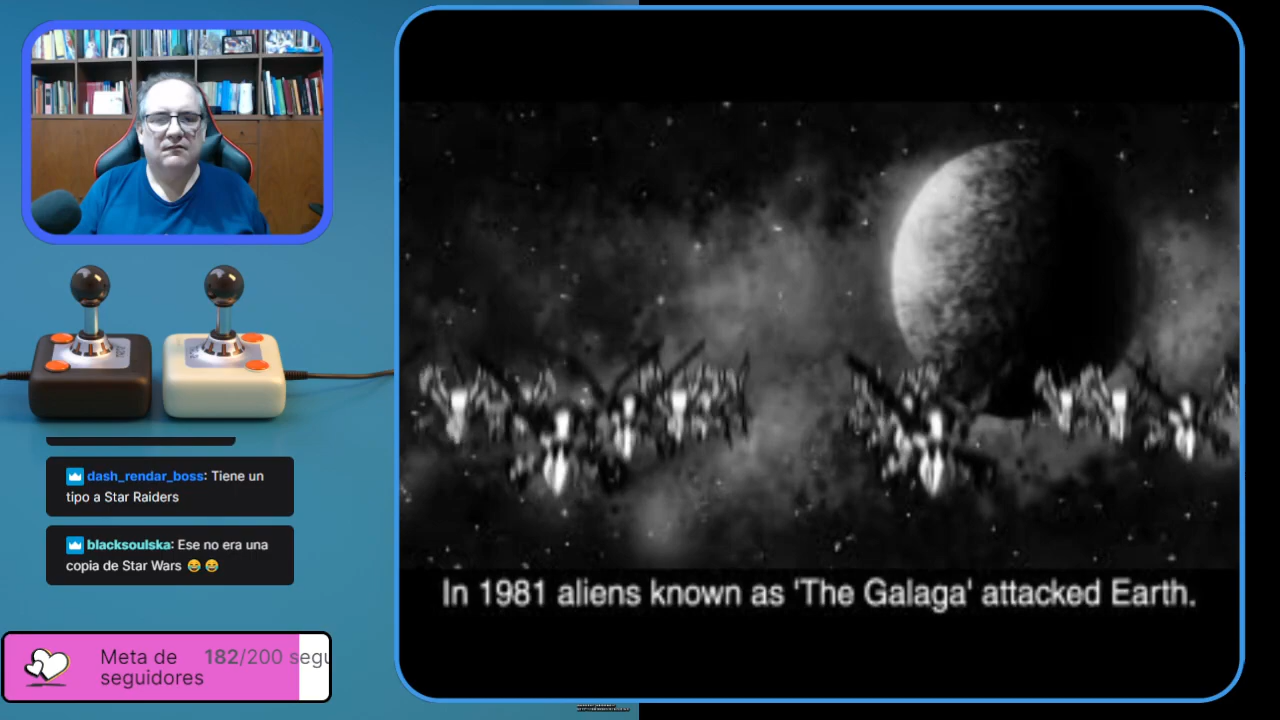 dash_rendar_boss: Tiene un
tipo a Star Raiders
blacksoulska: Ese no era una
copia de Star Wars 😂 😂
Meta de
seguidores
182/200 segu
In 1981 aliens known as 'The Galaga' attacked Earth.